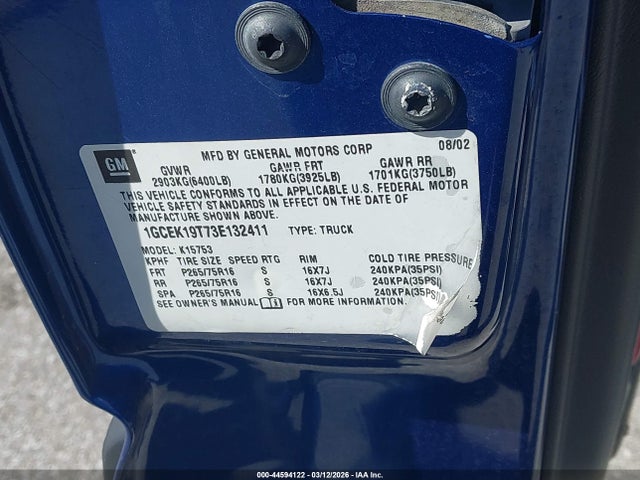 GM
MFD BY GENERAL MOTORS CORP 08/02
GVWR GAWR FRT GAWR RR
2903KG(6400LB) 1780KG(3925LB) 1701KG(3750LB)
THIS VEHICLE CONFORMS TO ALL APPLICABLE U.S. FEDERAL MOTOR
VEHICLE SAFETY STANDARDS IN EFFECT ON THE DATE OF
MANUFACTURE SHOWN ABOVE.
1GCEK19T73E132411 TYPE: TRUCK
MODEL: K15753
KPHF TIRE SIZE SPEED RTG RIM COLD TIRE PRESSURE
FRT P265/75R16 S 16X7J 240KPA(35PSI)
RR P265/75R16 S 16X7J 240KPA(35PSI)
SPA P265/75R16 S 16X6.5J 240KPA(35PSI)
SEE OWNER'S MANUAL FOR MORE INFORMATION
000-44594122 - 03/12/2026 - IAA Inc.